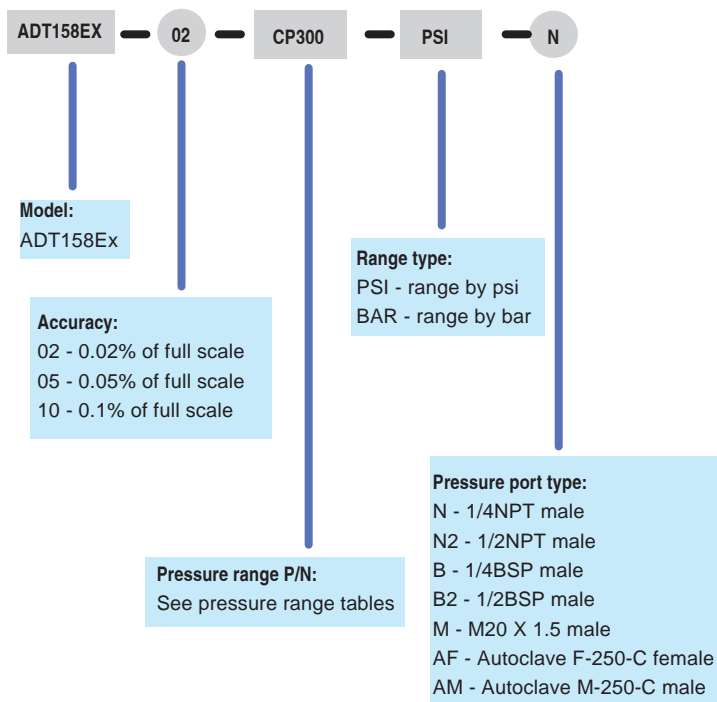 ADT158EX 02 CP300 PSI N
Model:
ADT158Ex
Accuracy:
02 - 0.02% of full scale
05 - 0.05% of full scale
10 - 0.1% of full scale
Pressure range P/N:
See pressure range tables
Range type:
PSI - range by psi
BAR - range by bar
Pressure port type:
N - 1/4NPT male
N2 - 1/2NPT male
B - 1/4BSP male
B2 - 1/2BSP male
M - M20 X 1.5 male
AF - Autoclave F-250-C female
AM - Autoclave M-250-C male